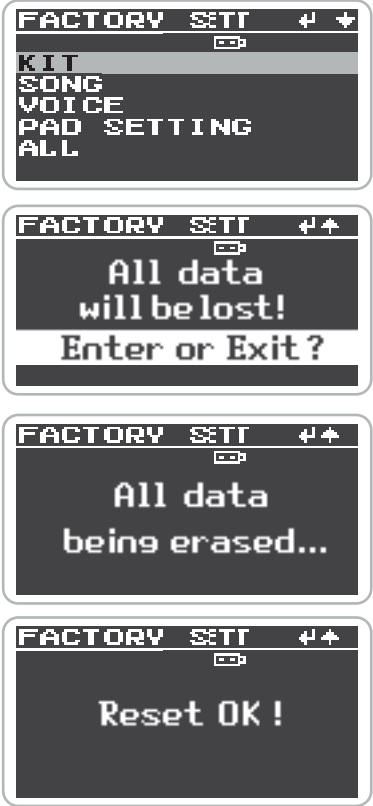 FACTORY SETT
KIT
SONG
VOICE
PAD SETTING
ALL
FACTORY SETT
All data
will be lost!
Enter or Exit?
FACTORY SETT
All data
being erased...
FACTORY SETT
Reset OK!